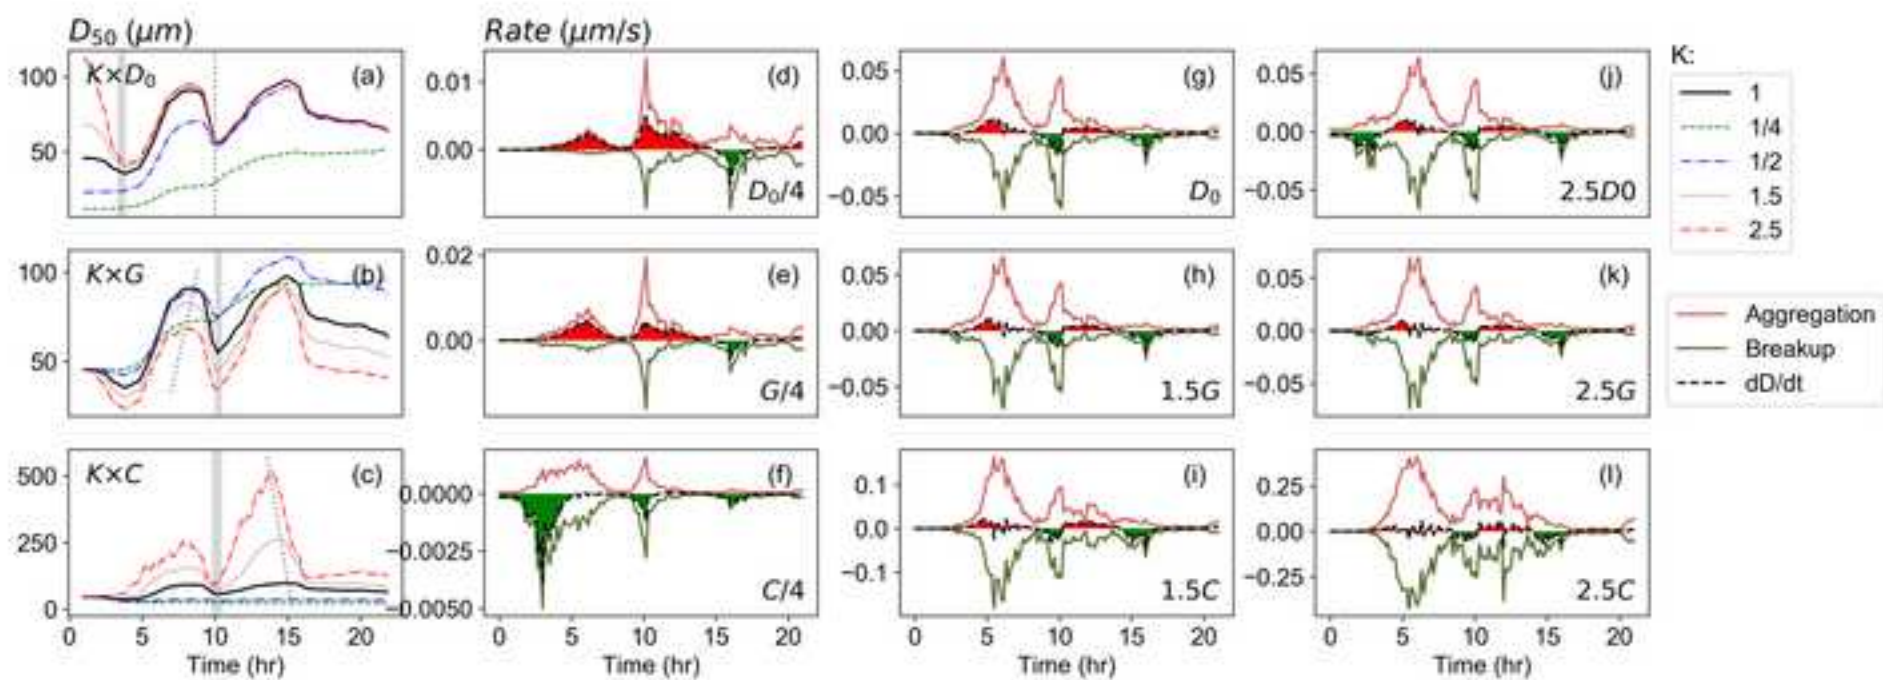 D₅₀ (μm)
Rate (μm/s)
K×D₀
(a)
100
50
(d)
0.01
0.00
D₀/4
(g)
0.05
0.00
−0.05
D₀
(j)
0.05
0.00
−0.05
2.5D0
K:
1
1/4
1/2
1.5
2.5
K×G
(b)
100
50
(e)
0.02
0.00
G/4
(h)
0.05
0.00
−0.05
1.5G
(k)
0.05
0.00
−0.05
2.5G
Aggregation
Breakup
dD/dt
K×C
(c)
500
250
0
0 5 10 15 20
Time (hr)
(f)
0.0000
−0.0025
−0.0050
C/4
0 5 10 15 20
Time (hr)
(i)
0.1
0.0
−0.1
1.5C
0 5 10 15 20
Time (hr)
(l)
0.25
0.00
−0.25
2.5C
0 5 10 15 20
Time (hr)